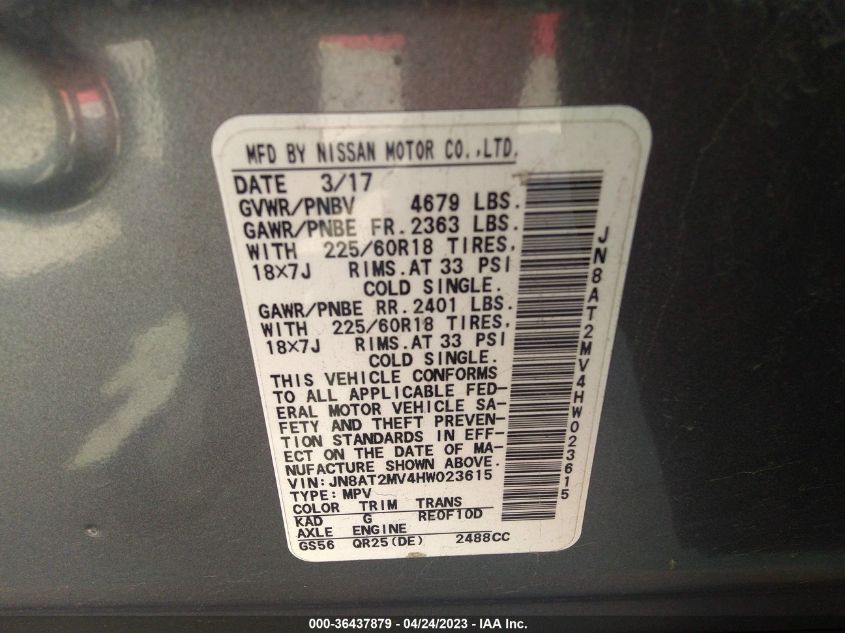 MFD BY NISSAN MOTOR CO.,LTD.
DATE 3/17
GVWR/PNBV 4679 LBS.
GAWR/PNBE FR. 2363 LBS.
WITH 225/60R18 TIRES,
18×7J RIMS. AT 33 PSI
COLD SINGLE.
GAWR/PNBE RR. 2401 LBS.
WITH 225/60R18 TIRES,
18×7J RIMS. AT 33 PSI
COLD SINGLE.
THIS VEHICLE CONFORMS
TO ALL APPLICABLE FED-
ERAL MOTOR VEHICLE SA-
FETY AND THEFT PREVEN-
TION STANDARDS IN EFF-
ECT ON THE DATE OF MA-
NUFACTURE SHOWN ABOVE.
VIN:JN8AT2MV4HW023615
TYPE:MPV
COLOR TRIM TRANS
KAD G RE0F10D
AXLE ENGINE
GS56 QR25(DE) 2488CC
JN8AT2MV4HW023615
000-36437879 - 04/24/2023 - IAA Inc.